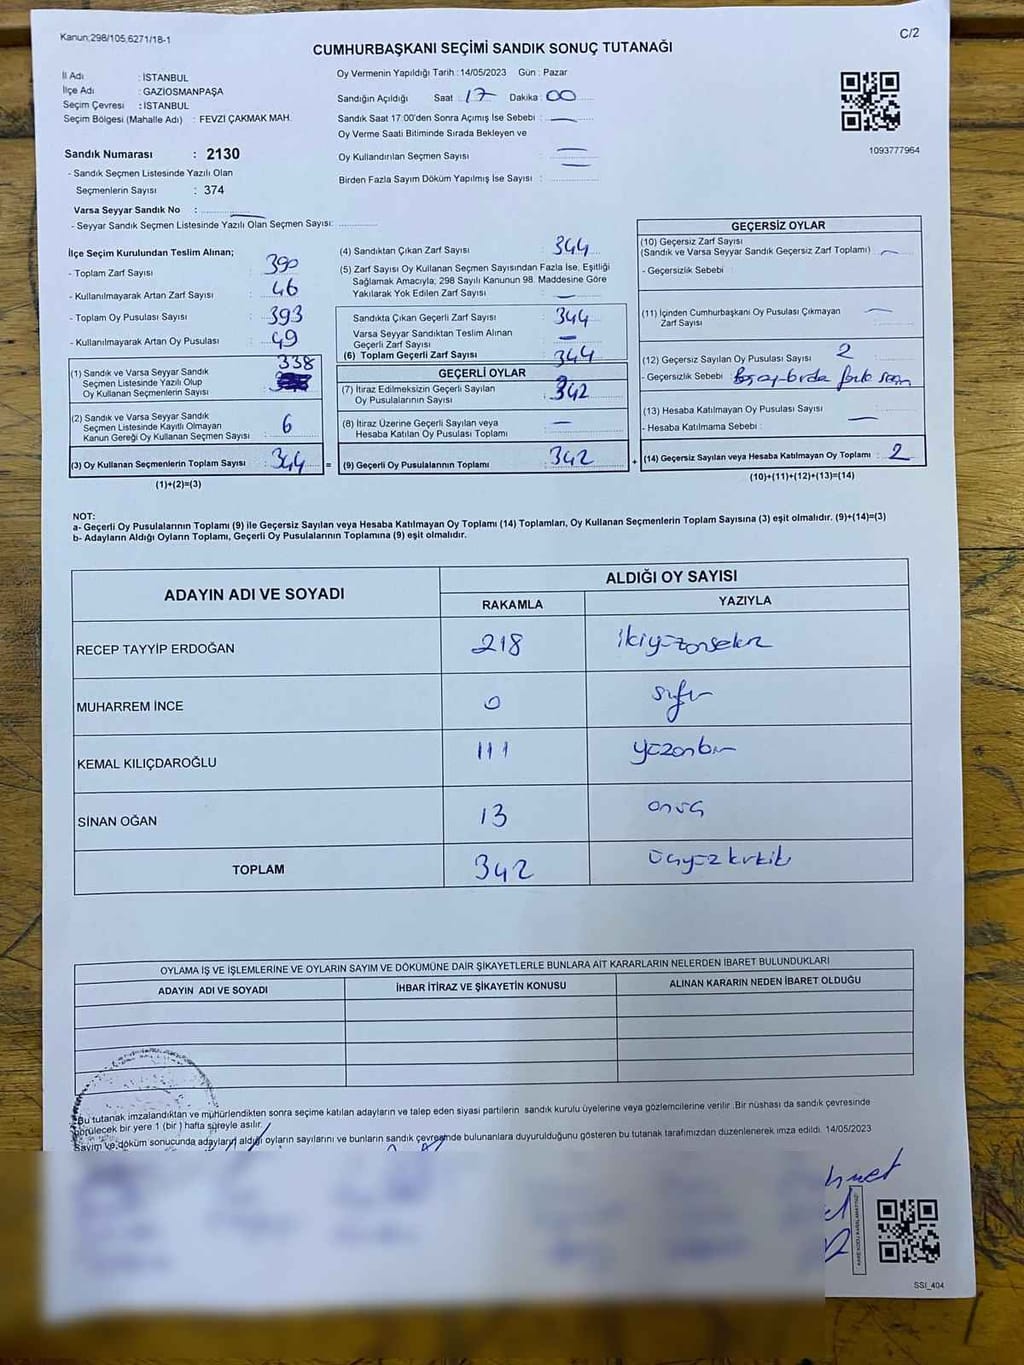 Kanun:298/105,6271/18-1
C/2
CUMHURBAŞKANI SEÇİMİ SANDIK SONUÇ TUTANAĞI
İl Adı : İSTANBUL
İlçe Adı : GAZİOSMANPAŞA
Seçim Çevresi : İSTANBUL
Seçim Bölgesi (Mahalle Adı) : FEVZİ ÇAKMAK MAH.
Sandık Numarası : 2130
- Sandık Seçmen Listesinde Yazılı Olan
Seçmenlerin Sayısı : 374
Varsa Seyyar Sandık No :
- Seyyar Sandık Seçmen Listesinde Yazılı Olan Seçmen Sayısı:
Oy Vermenin Yapıldığı Tarih :14/05/2023 Gün : Pazar
Sandığın Açıldığı Saat : 17 Dakika : 00
Sandık Saat 17:00'den Sonra Açımış İse Sebebi : —
Oy Verme Saati Bitiminde Sırada Bekleyen ve
Oy Kullandırılan Seçmen Sayısı : —
Birden Fazla Sayım Döküm Yapılmış İse Sayısı : —
1093777964
İlçe Seçim Kurulundan Teslim Alınan;
- Toplam Zarf Sayısı : 390
- Kullanılmayarak Artan Zarf Sayısı : 46
- Toplam Oy Pusulası Sayısı : 393
- Kullanılmayarak Artan Oy Pusulası : 49
338
(1) Sandık ve Varsa Seyyar Sandık
Seçmen Listesinde Yazılı Olup
Oy Kullanan Seçmenlerin Sayısı :
(2) Sandık ve Varsa Seyyar Sandık
Seçmen Listesinde Kayıtlı Olmayan
Kanun Gereği Oy Kullanan Seçmen Sayısı : 6
(3) Oy Kullanan Seçmenlerin Toplam Sayısı : 344 =
(1)+(2)=(3)
(4) Sandıktan Çıkan Zarf Sayısı : 344
(5) Zarf Sayısı Oy Kullanan Seçmen Sayısından Fazla İse, Eşitliği
Sağlamak Amacıyla; 298 Sayılı Kanunun 98. Maddesine Göre
Yakılarak Yok Edilen Zarf Sayısı : —
Sandıkta Çıkan Geçerli Zarf Sayısı : 344
Varsa Seyyar Sandıktan Teslim Alınan
Geçerli Zarf Sayısı : —
(6) Toplam Geçerli Zarf Sayısı : 344
GEÇERLİ OYLAR
(7) İtiraz Edilmeksizin Geçerli Sayılan
Oy Pusulalarının Sayısı : 342
(8) İtiraz Üzerine Geçerli Sayılan veya
Hesaba Katılan Oy Pusulası Toplamı : —
(9) Geçerli Oy Pusulalarının Toplamı : 342 +
GEÇERSİZ OYLAR
(10) Geçersiz Zarf Sayısı
(Sandık ve Varsa Seyyar Sandık Geçersiz Zarf Toplamı) : —
- Geçersizlik Sebebi :
(11) İçinden Cumhurbaşkanı Oy Pusulası Çıkmayan
Zarf Sayısı : —
(12) Geçersiz Sayılan Oy Pusulası Sayısı : 2
- Geçersizlik Sebebi :
(13) Hesaba Katılmayan Oy Pusulası Sayısı : —
- Hesaba Katılmama Sebebi :
(14) Geçersiz Sayılan veya Hesaba Katılmayan Oy Toplamı : 2
(10)+(11)+(12)+(13)=(14)
NOT:
a- Geçerli Oy Pusulalarının Toplamı (9) ile Geçersiz Sayılan veya Hesaba Katılmayan Oy Toplamı (14) Toplamları, Oy Kullanan Seçmenlerin Toplam Sayısına (3) eşit olmalıdır. (9)+(14)=(3)
b- Adayların Aldığı Oyların Toplamı, Geçerli Oy Pusulalarının Toplamına (9) eşit olmalıdır.
ADAYIN ADI VE SOYADI
ALDIĞI OY SAYISI
RAKAMLA YAZIYLA
RECEP TAYYİP ERDOĞAN 218 ikiyüzonsekiz
MUHARREM İNCE 0 sıfır
KEMAL KILIÇDAROĞLU 111 yüzonbir
SİNAN OĞAN 13 onüç
TOPLAM 342 üçyüzkırkiki
OYLAMA İŞ VE İŞLEMLERİNE VE OYLARIN SAYIM VE DÖKÜMÜNE DAİR ŞİKAYETLERLE BUNLARA AİT KARARLARIN NELERDEN İBARET BULUNDUKLARI
ADAYIN ADI VE SOYADI İHBAR İTİRAZ VE ŞİKAYETİN KONUSU ALINAN KARARIN NEDEN İBARET OLDUĞU
Bu tutanak imzalandıktan ve mühürlendikten sonra seçime katılan adayların ve talep eden siyasi partilerin sandık kurulu üyelerine veya gözlemcilerine verilir .Bir nüshası da sandık çevresinde
görülecek bir yere 1 (bir ) hafta süreyle asılır.
Sayım ve döküm sonucunda adayların aldığı oyların sayılarını ve bunların sandık çevresinde bulunanlara duyurulduğunu gösteren bu tutanak tarafımızdan düzenlenerek imza edildi. 14/05/2023
SSI_404